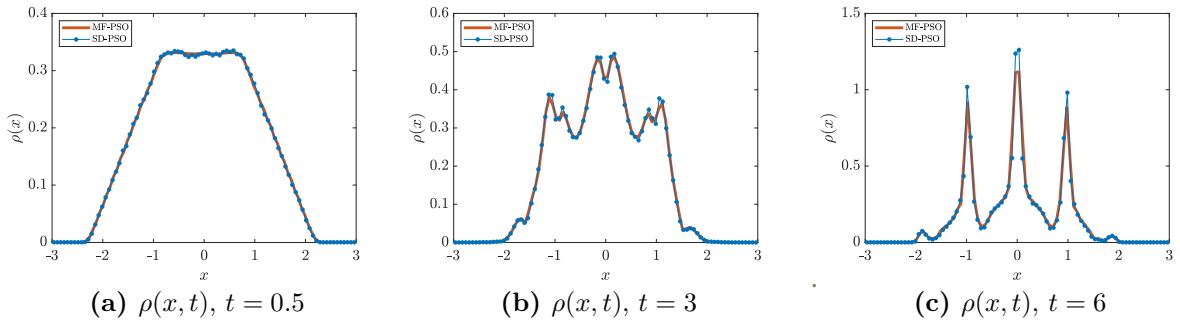 0.4
0.3
0.2
0.1
0
-3 -2 -1 0 1 2 3
ρ(x)
x
MF-PSO
SD-PSO
(a) ρ(x, t), t = 0.5
0.6
0.5
0.4
0.3
0.2
0.1
0
-3 -2 -1 0 1 2 3
ρ(x)
x
MF-PSO
SD-PSO
(b) ρ(x, t), t = 3
1.5
1
0.5
0
-3 -2 -1 0 1 2 3
ρ(x)
x
MF-PSO
SD-PSO
(c) ρ(x, t), t = 6